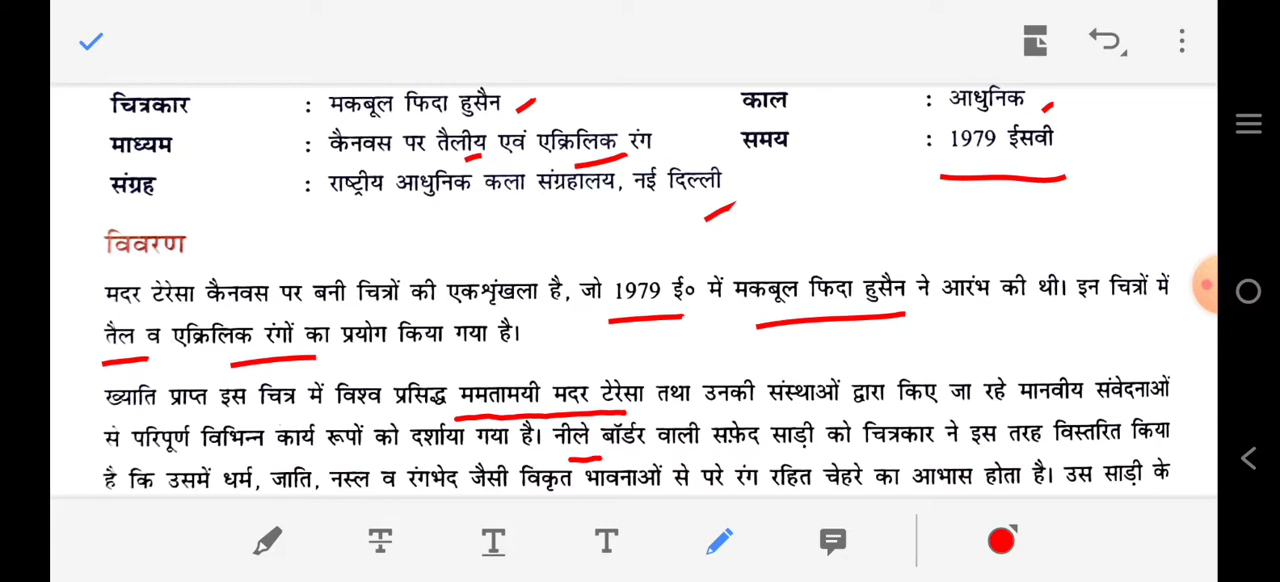 चित्रकार : मकबूल फिदा हुसैन काल : आधुनिक
माध्यम : कैनवस पर तैलीय एवं एक्रिलिक रंग समय : 1979 ईसवी
संग्रह : राष्ट्रीय आधुनिक कला संग्रहालय, नई दिल्ली
विवरण
मदर टेरेसा कैनवस पर बनी चित्रों की एकशृंखला है, जो 1979 ई० में मकबूल फिदा हुसैन ने आरंभ की थी। इन चित्रों में
तैल व एक्रिलिक रंगों का प्रयोग किया गया है।
ख्याति प्राप्त इस चित्र में विश्व प्रसिद्ध ममतामयी मदर टेरेसा तथा उनकी संस्थाओं द्वारा किए जा रहे मानवीय संवेदनाओं
से परिपूर्ण विभिन्न कार्य रूपों को दर्शाया गया है। नीले बॉर्डर वाली सफ़ेद साड़ी को चित्रकार ने इस तरह विस्तरित किया
है कि उसमें धर्म, जाति, नस्ल व रंगभेद जैसी विकृत भावनाओं से परे रंग रहित चेहरे का आभास होता है। उस साड़ी के
T T T